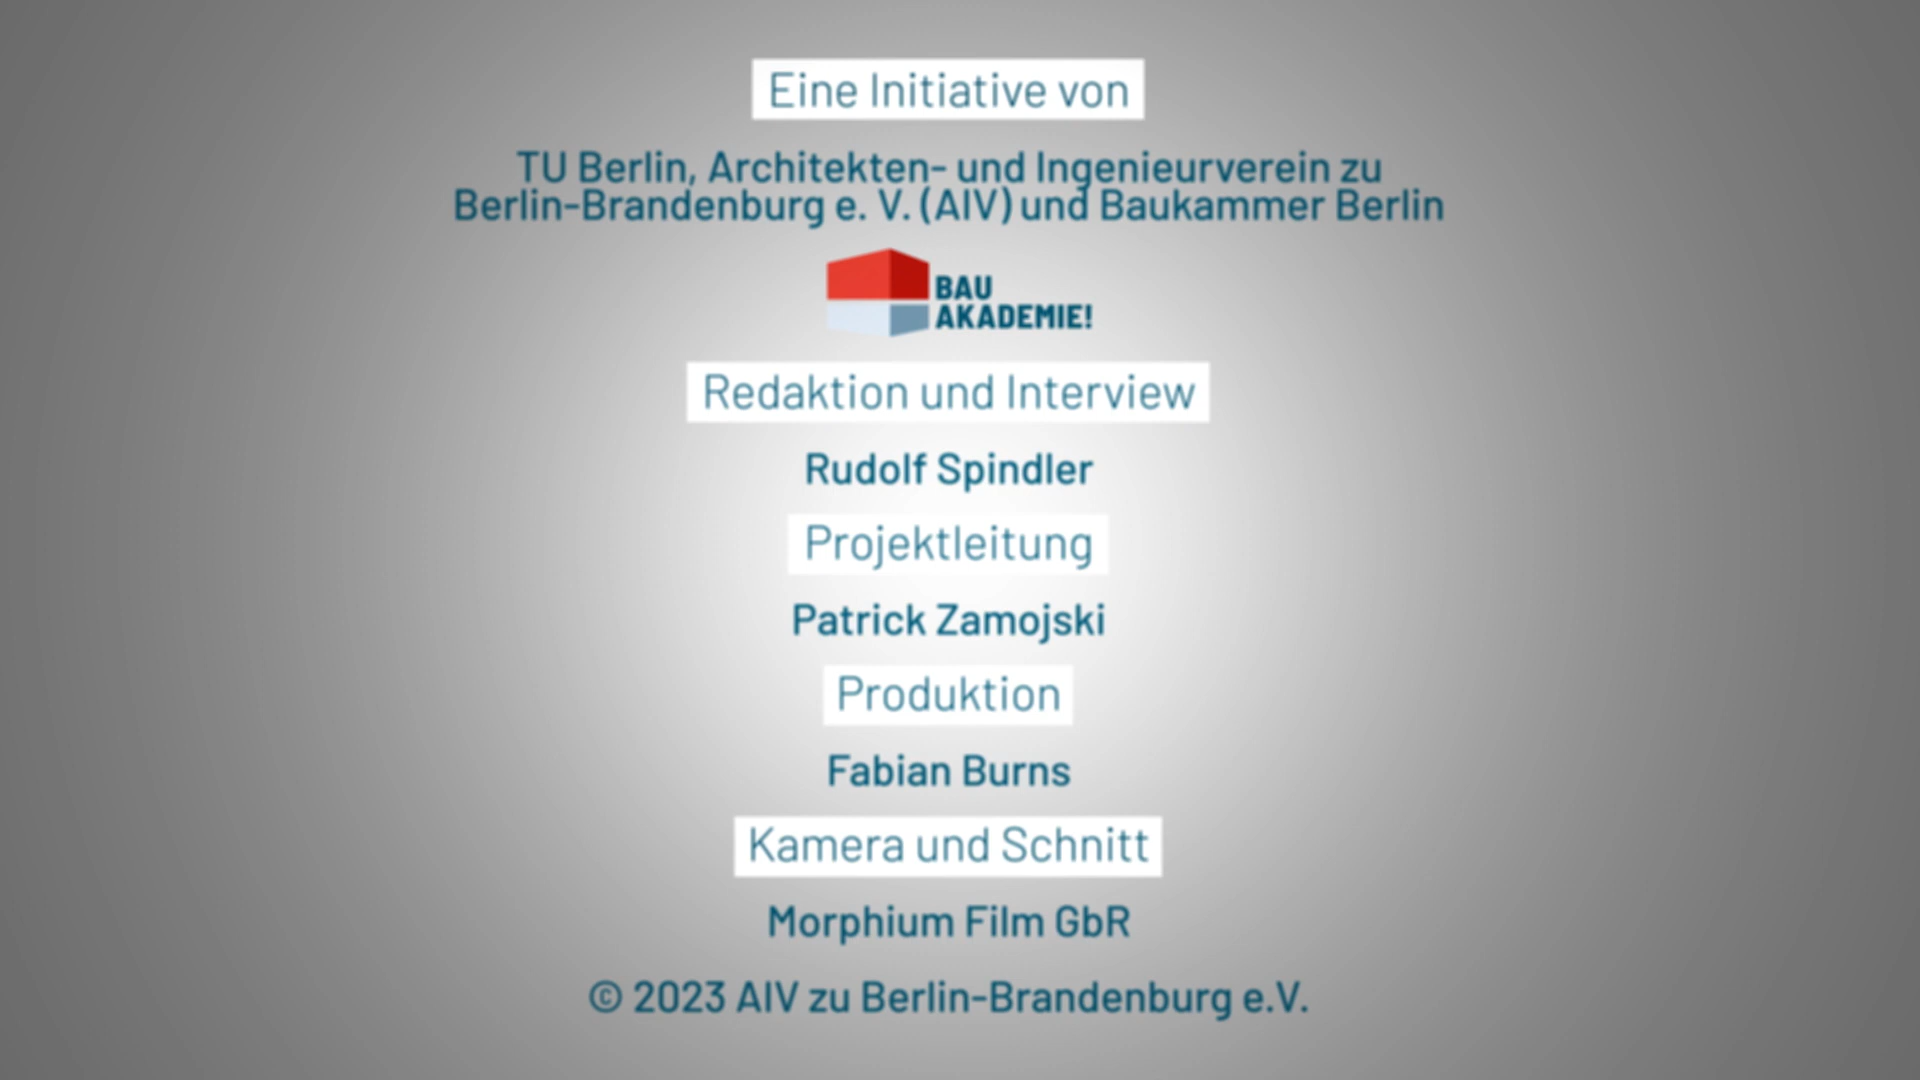 Eine Initiative von
TU Berlin, Architekten- und Ingenieurverein zu
Berlin-Brandenburg e. V. (AIV) und Baukammer Berlin
BAU
AKADEMIE!
Redaktion und Interview
Rudolf Spindler
Projektleitung
Patrick Zamojski
Produktion
Fabian Burns
Kamera und Schnitt
Morphium Film GbR
© 2023 AIV zu Berlin-Brandenburg e.V.